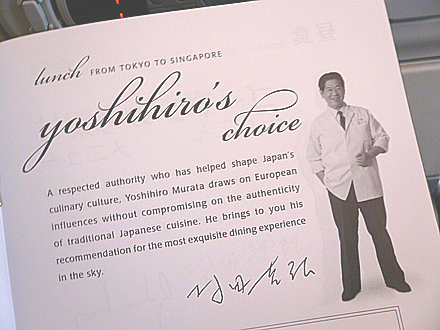 lunch FROM TOKYO TO SINGAPORE
yoshihiro's
choice
A respected authority who has helped shape Japan's
culinary culture, Yoshihiro Murata draws on European
influences without compromising on the authenticity
of traditional Japanese cuisine. He brings to you his
recommendation for the most exquisite dining experience
in the sky.